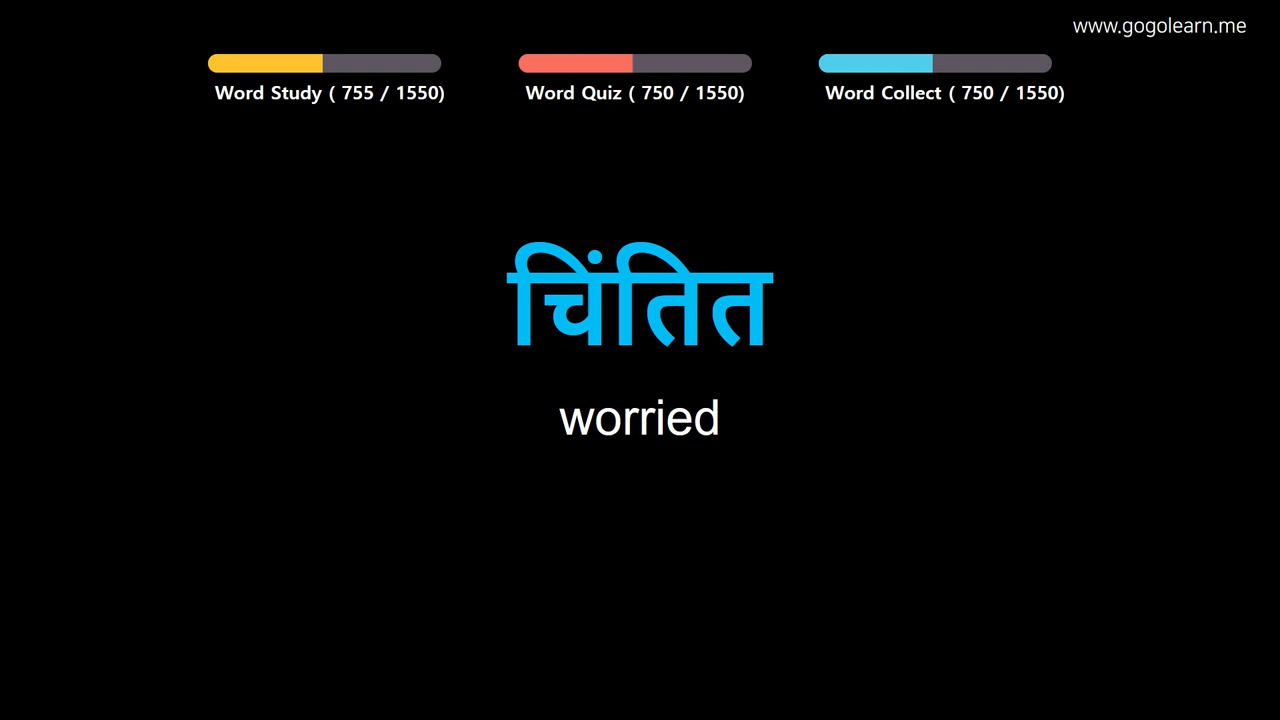 www.gogolearn.me
Word Study ( 755 / 1550)
Word Quiz ( 750 / 1550)
Word Collect ( 750 / 1550)
चिंतित
worried